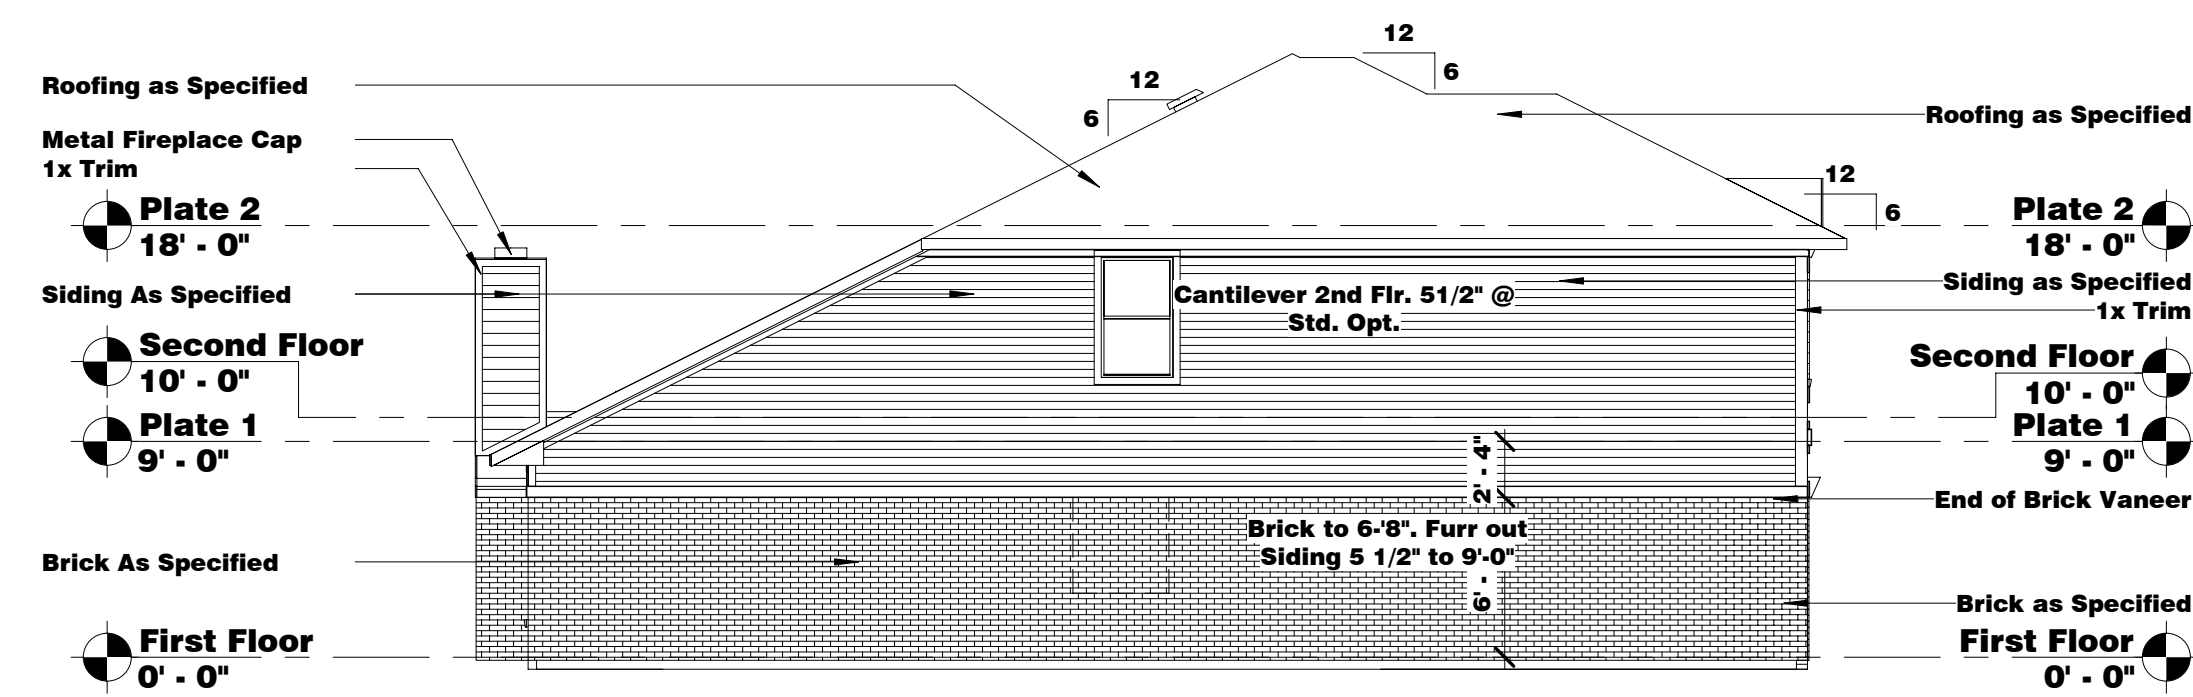 12
6
12
6
Roofing as Specified
Metal Fireplace Cap
1x Trim
Plate 2
18' - 0"
Siding As Specified
Second Floor
10' - 0"
Plate 1
9' - 0"
Brick As Specified
First Floor
0' - 0"
Cantilever 2nd Flr. 51/2" @
Std. Opt.
2' - 4"
Brick to 6-'8". Furr out
Siding 5 1/2" to 9'-0"
6' -
Roofing as Specified
12
6
Plate 2
18' - 0"
Siding as Specified
1x Trim
Second Floor
10' - 0"
Plate 1
9' - 0"
End of Brick Vaneer
Brick as Specified
First Floor
0' - 0"